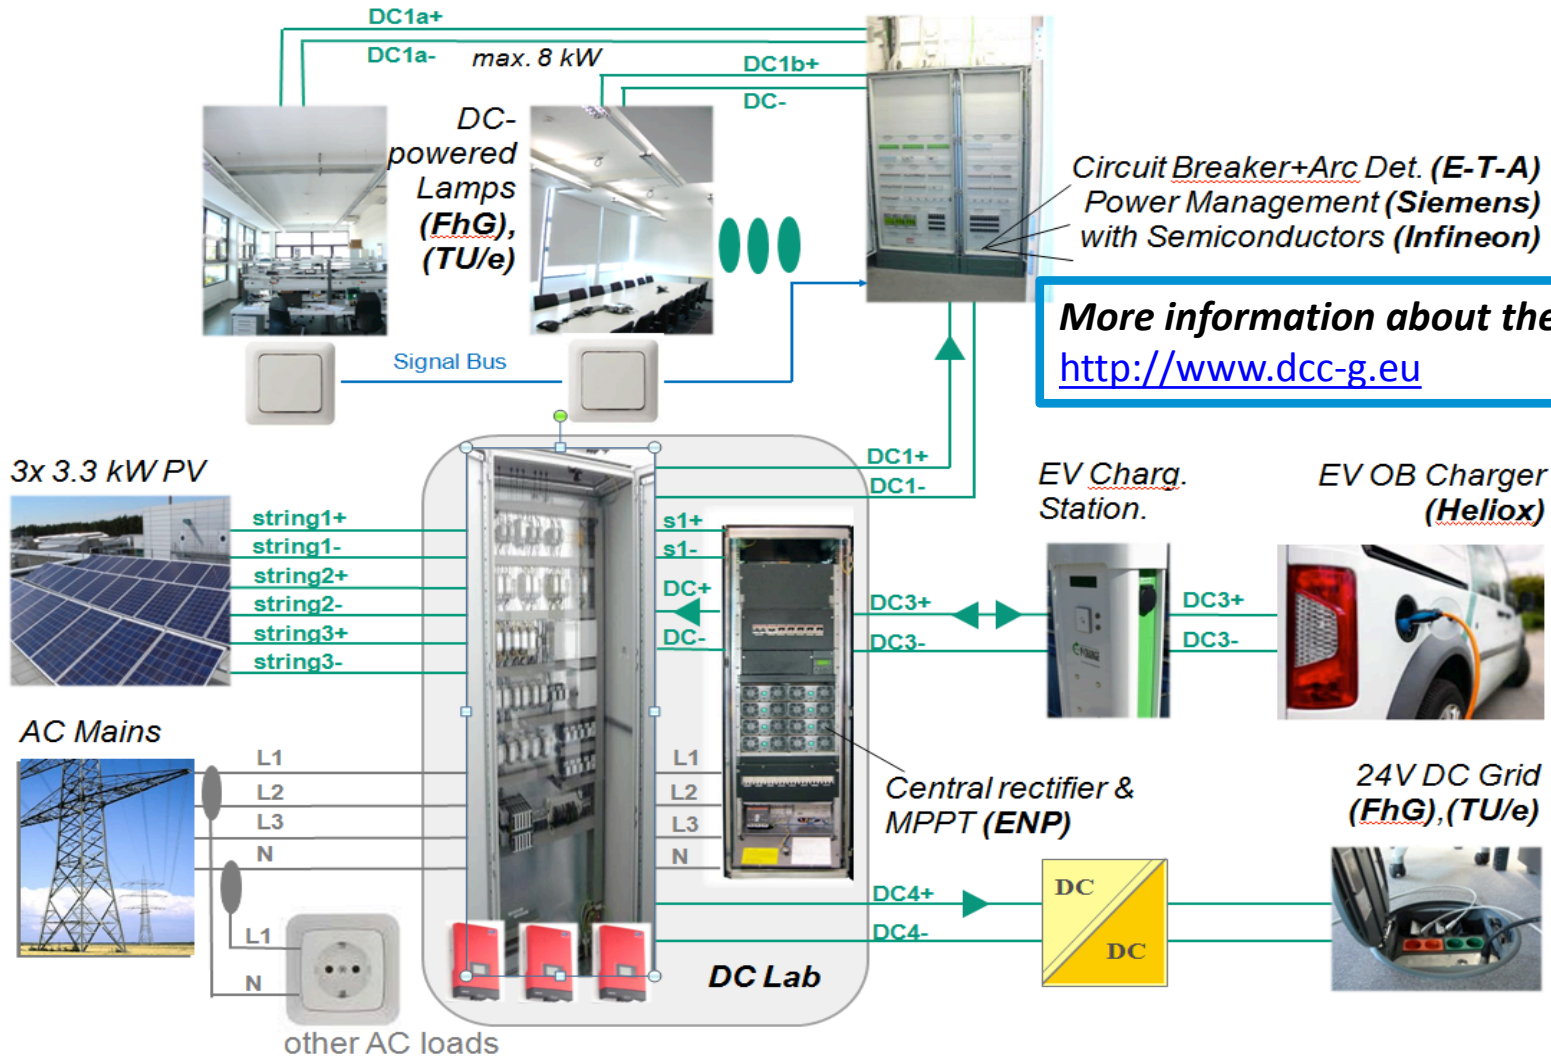 DC1a+
DC1a-
max. 8 kW
DC1b+
DC-
DC-
powered
Lamps
(FhG),
(TU/e)
Circuit Breaker+Arc Det. (E-T-A)
Power Management (Siemens)
with Semiconductors (Infineon)
More information about the
http://www.dcc-g.eu
Signal Bus
3x 3.3 kW PV
string1+
string1-
string2+
string2-
string3+
string3-
DC1+
DC1-
s1+
s1-
DC+
DC-
EV Charg.
Station.
EV OB Charger
(Heliox)
DC3+
DC3-
DC3+
DC3-
AC Mains
L1
L2
L3
N
L1
L2
L3
N
Central rectifier &
MPPT (ENP)
24V DC Grid
(FhG),(TU/e)
DC4+
DC4-
DC
DC
L1
N
DC Lab
other AC loads